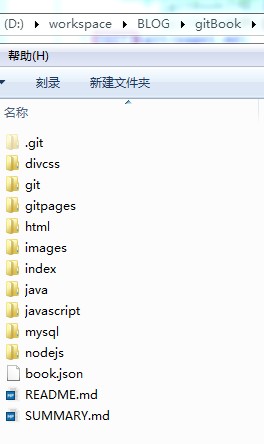 (D:) ▸ workspace ▸ BLOG ▸ gitBook ▸
帮助(H)
刻录 新建文件夹
名称
.git
divcss
git
gitpages
html
images
index
java
javascript
mysql
nodejs
book.json
README.md
SUMMARY.md